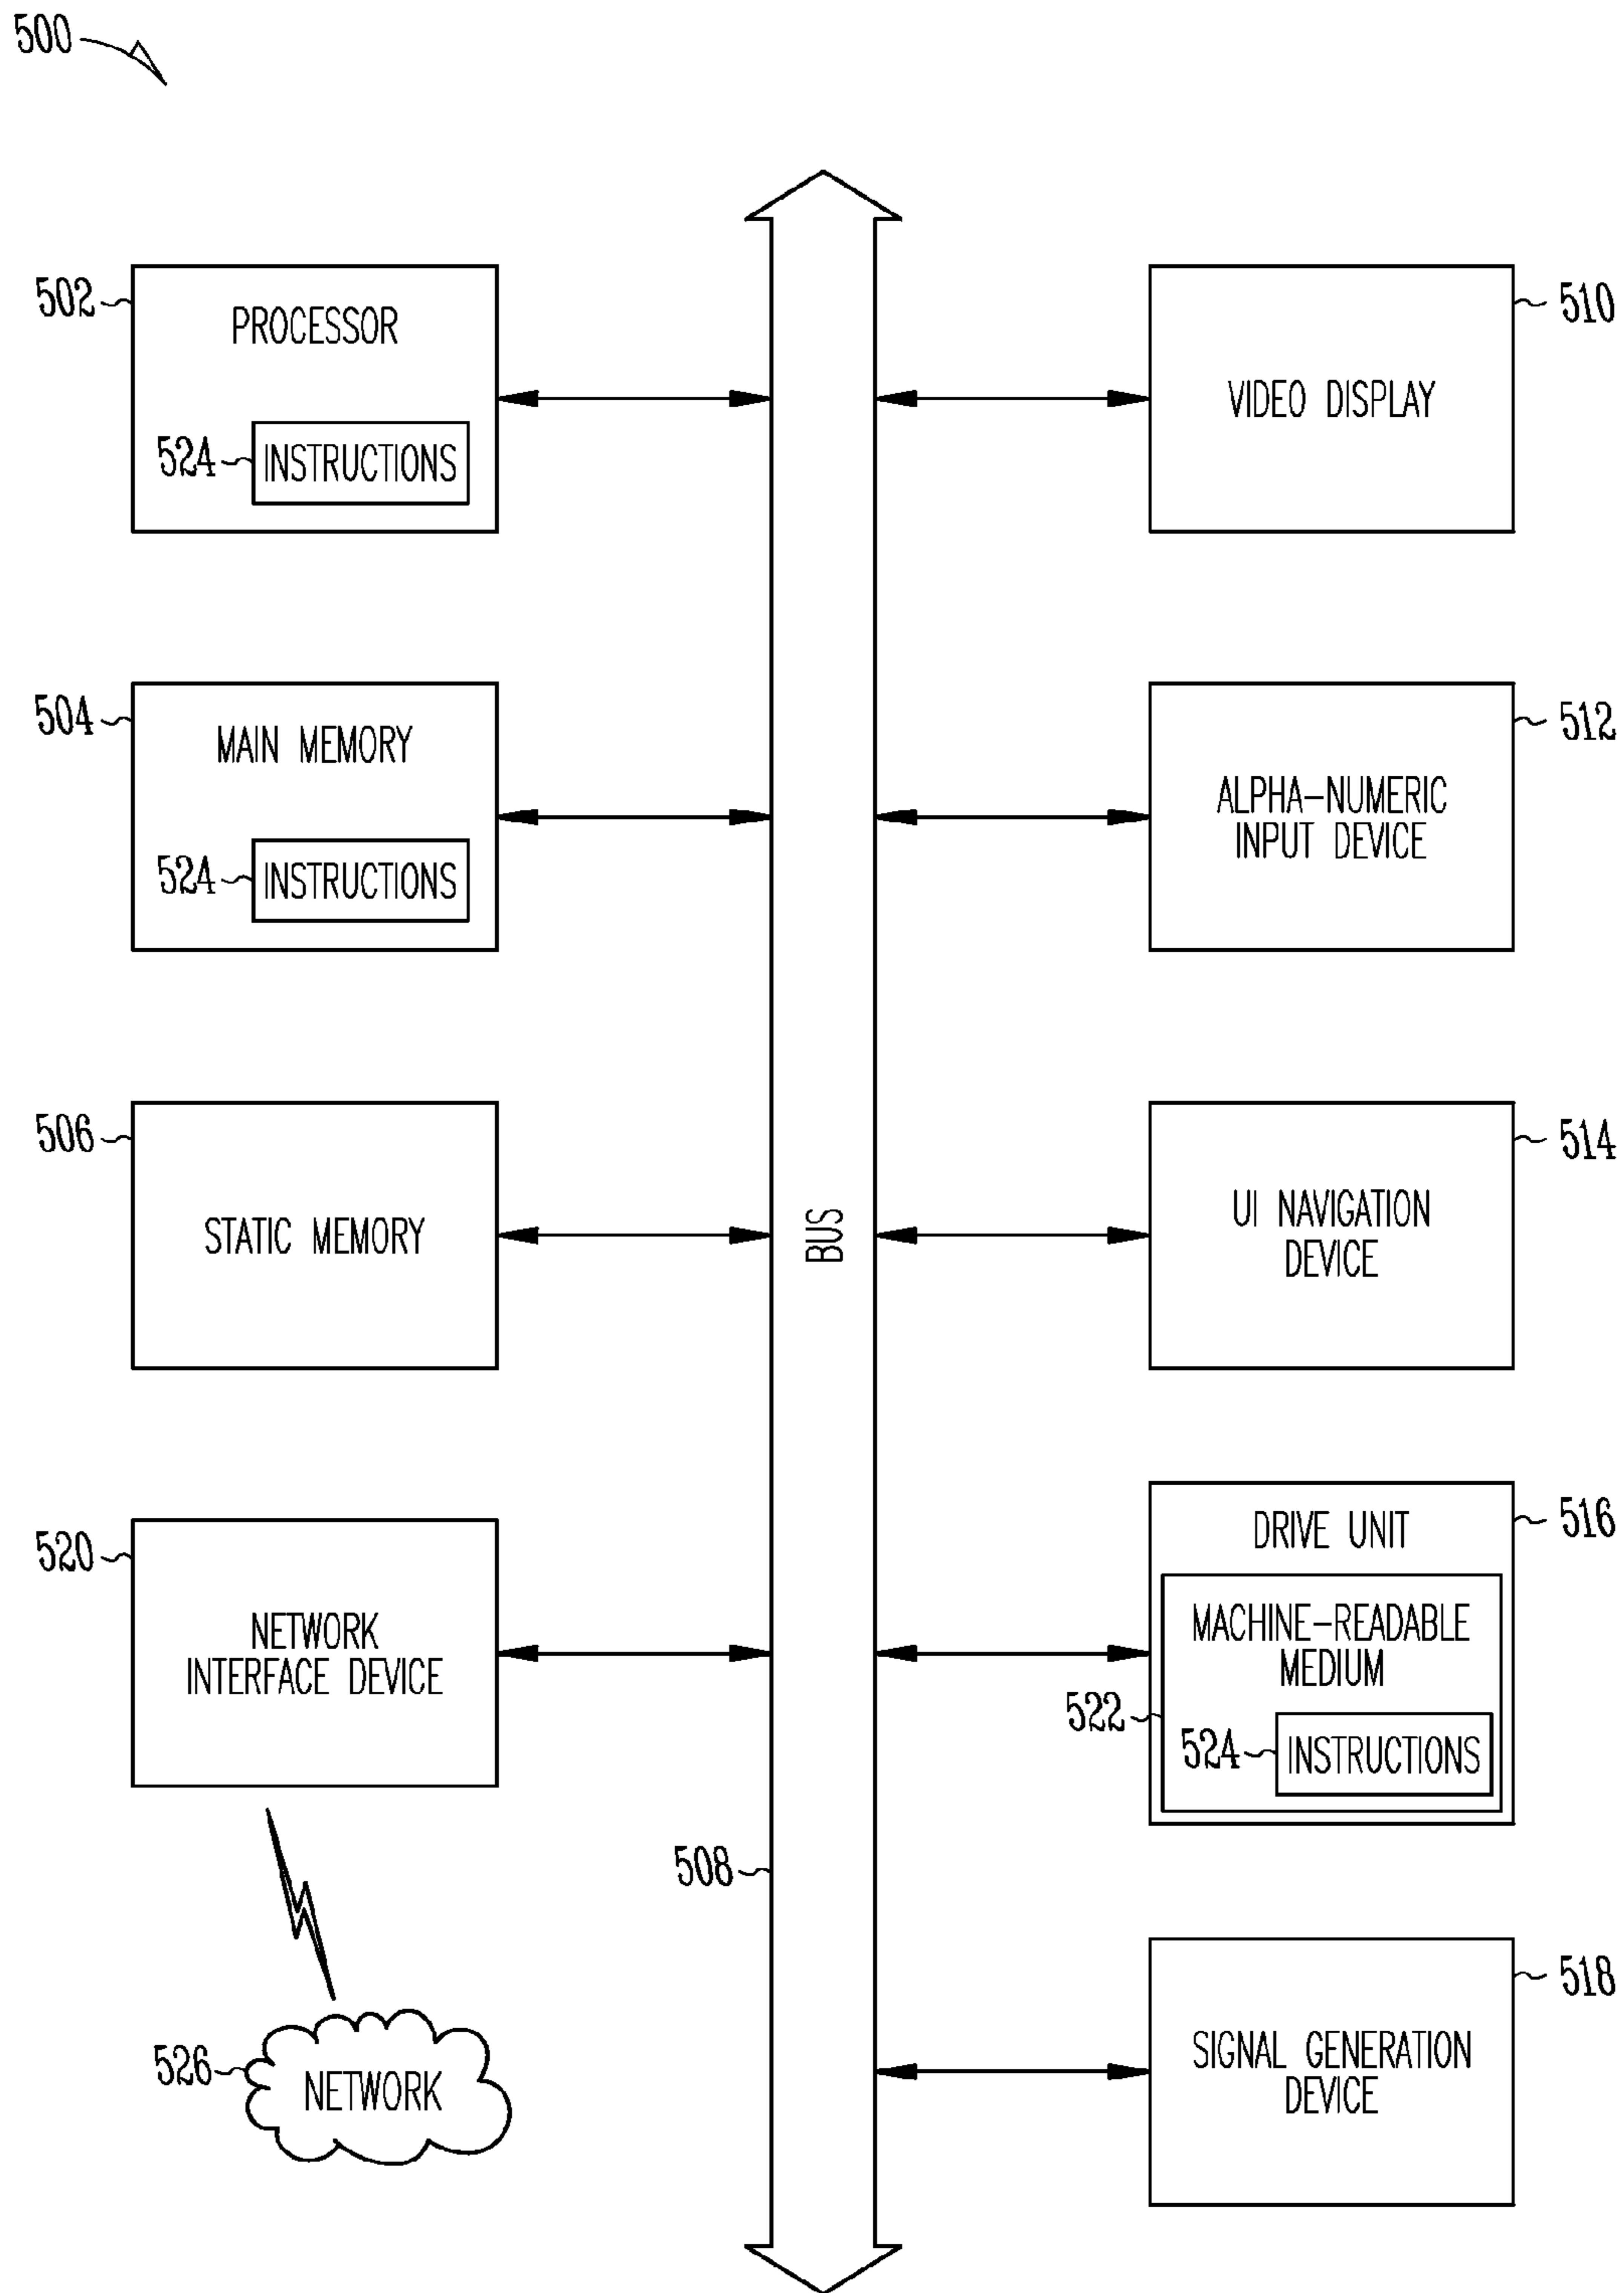 500
502
PROCESSOR
524
INSTRUCTIONS
504
MAIN MEMORY
524
INSTRUCTIONS
506
STATIC MEMORY
520
NETWORK
INTERFACE DEVICE
526
NETWORK
BUS
508
510
VIDEO DISPLAY
512
ALPHA-NUMERIC
INPUT DEVICE
514
UI NAVIGATION
DEVICE
516
DRIVE UNIT
MACHINE-READABLE
MEDIUM
522
524
INSTRUCTIONS
518
SIGNAL GENERATION
DEVICE